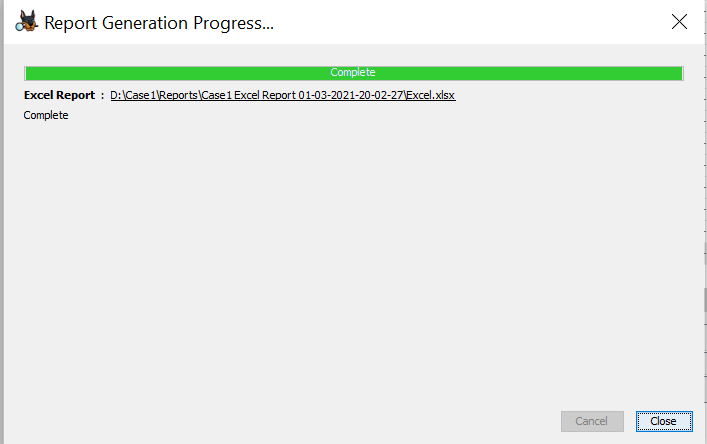 Report Generation Progress...
Complete
Excel Report : D:\Case1\Reports\Case1 Excel Report 01-03-2021-20-02-27\Excel.xlsx
Complete
Cancel Close